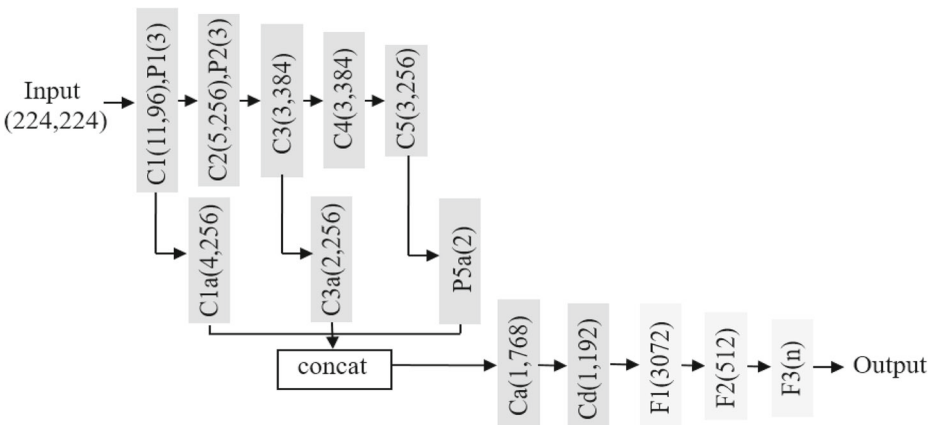 Input
(224,224)
C1(11,96),P1(3)
C2(5,256),P2(3)
C3(3,384)
C4(3,384)
C5(3,256)
C1a(4,256)
C3a(2,256)
P5a(2)
concat
Ca(1,768)
Cd(1,192)
F1(3072)
F2(512)
F3(n)
Output